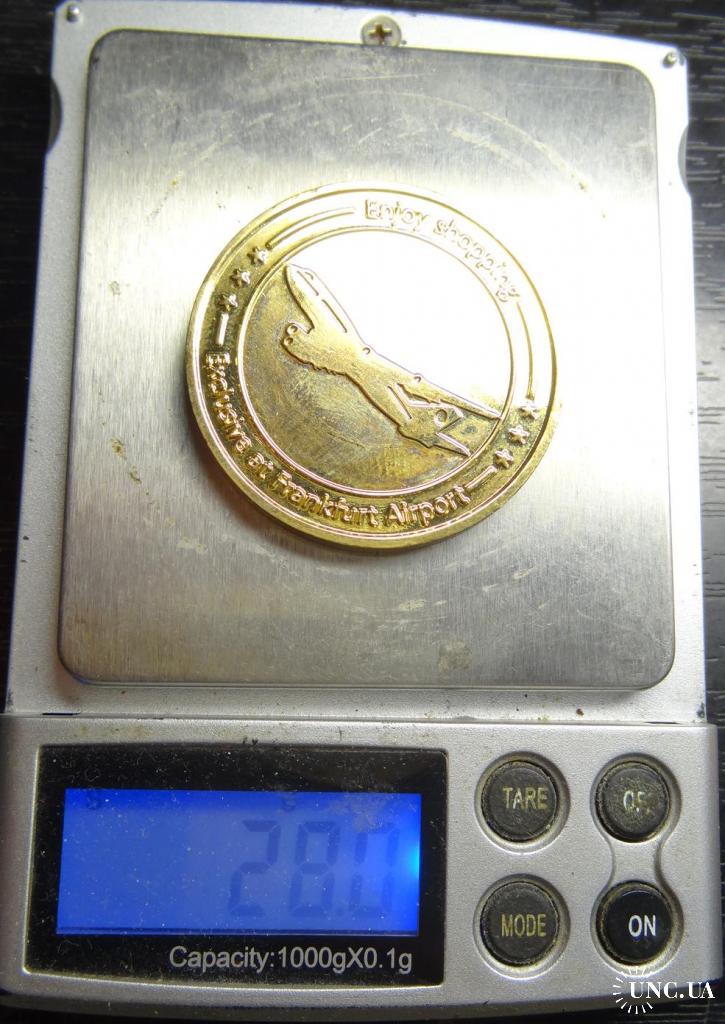 Enjoy shopping
Exclusive at Frankfurt Airport
28.0
TARE
MODE
ON
Capacity:1000gX0.1g
UNC.UA